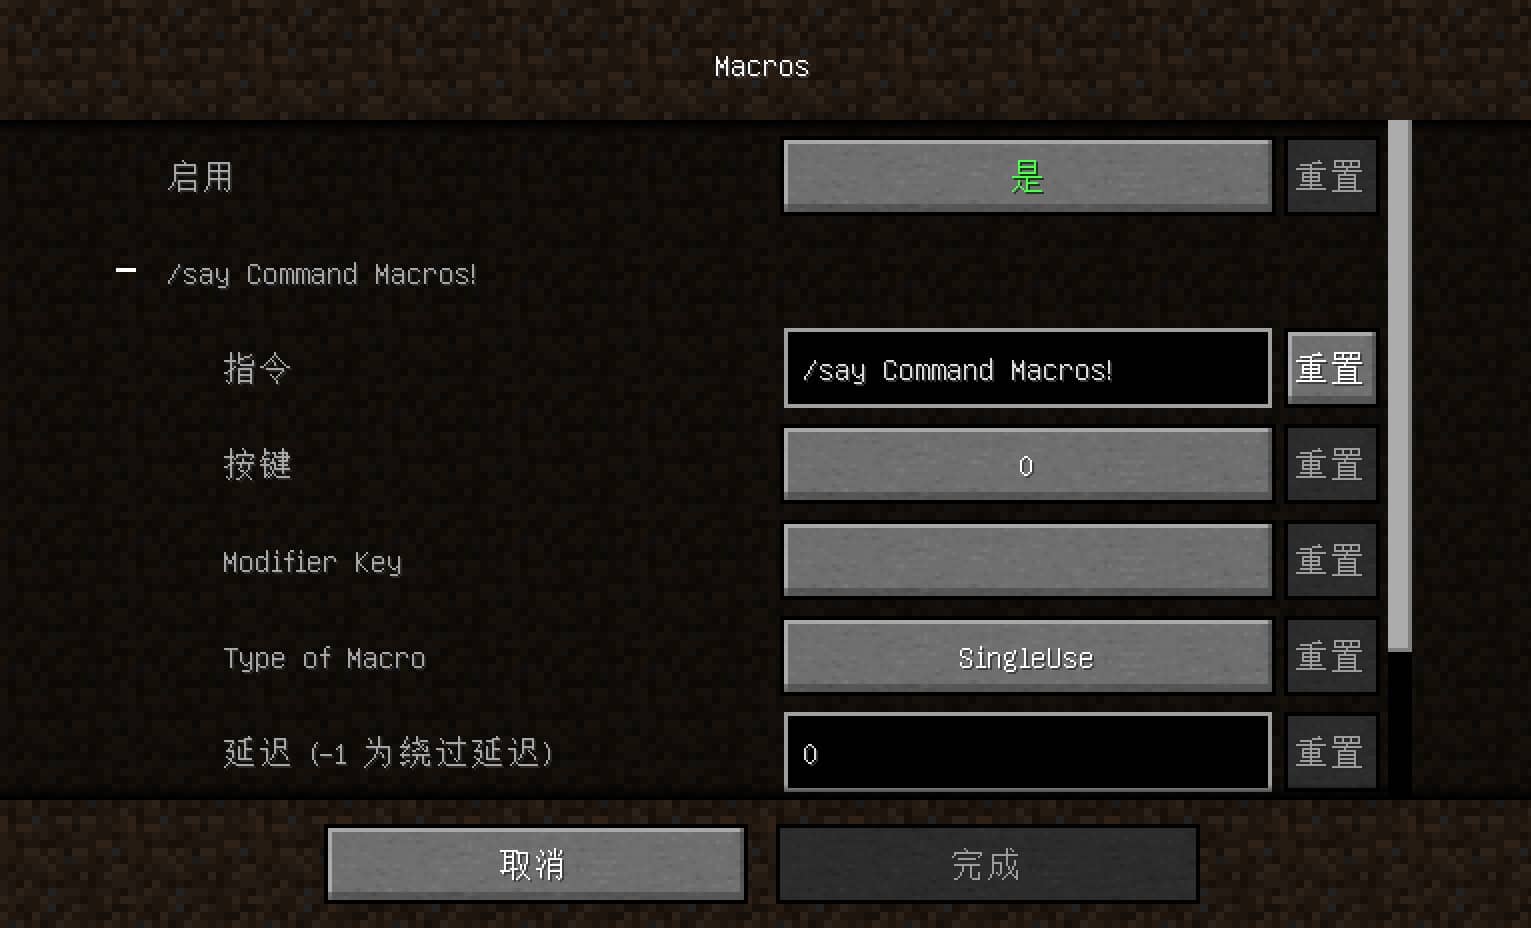 Macros
启用 是 重置
/say Command Macros!
指令 /say Command Macros! 重置
按键 0 重置
Modifier Key 重置
Type of Macro SingleUse 重置
延迟 (-1 为绕过延迟) 0 重置
取消 完成